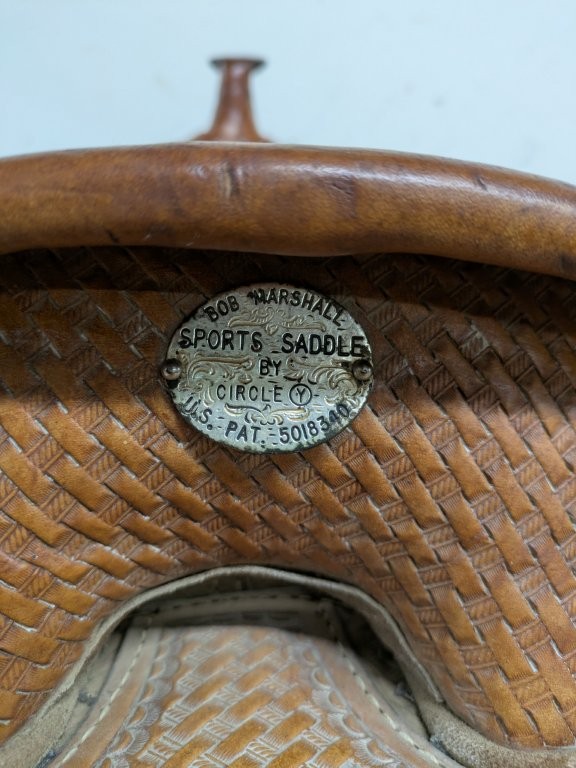 BOB MARSHALL
SPORTS SADDLE
BY
CIRCLE Y
U.S. PAT. 5018340